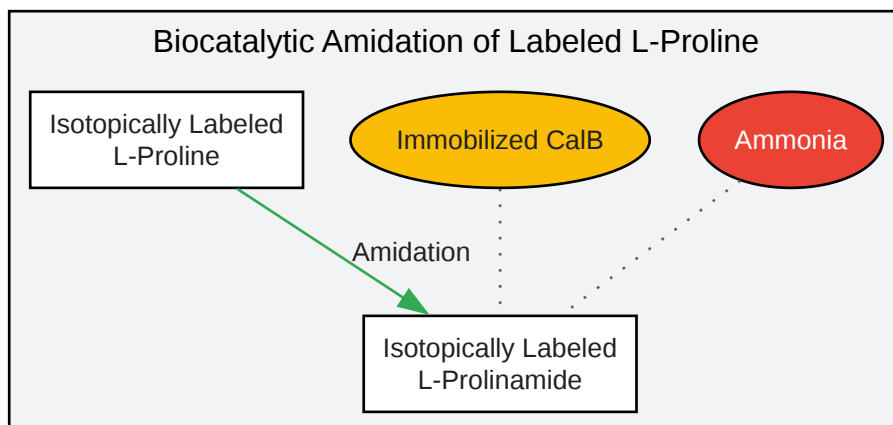 Biocatalytic Amidation of Labeled L-Proline
Isotopically Labeled
L-Proline
Immobilized CalB
Ammonia
Amidation
Isotopically Labeled
L-Prolinamide